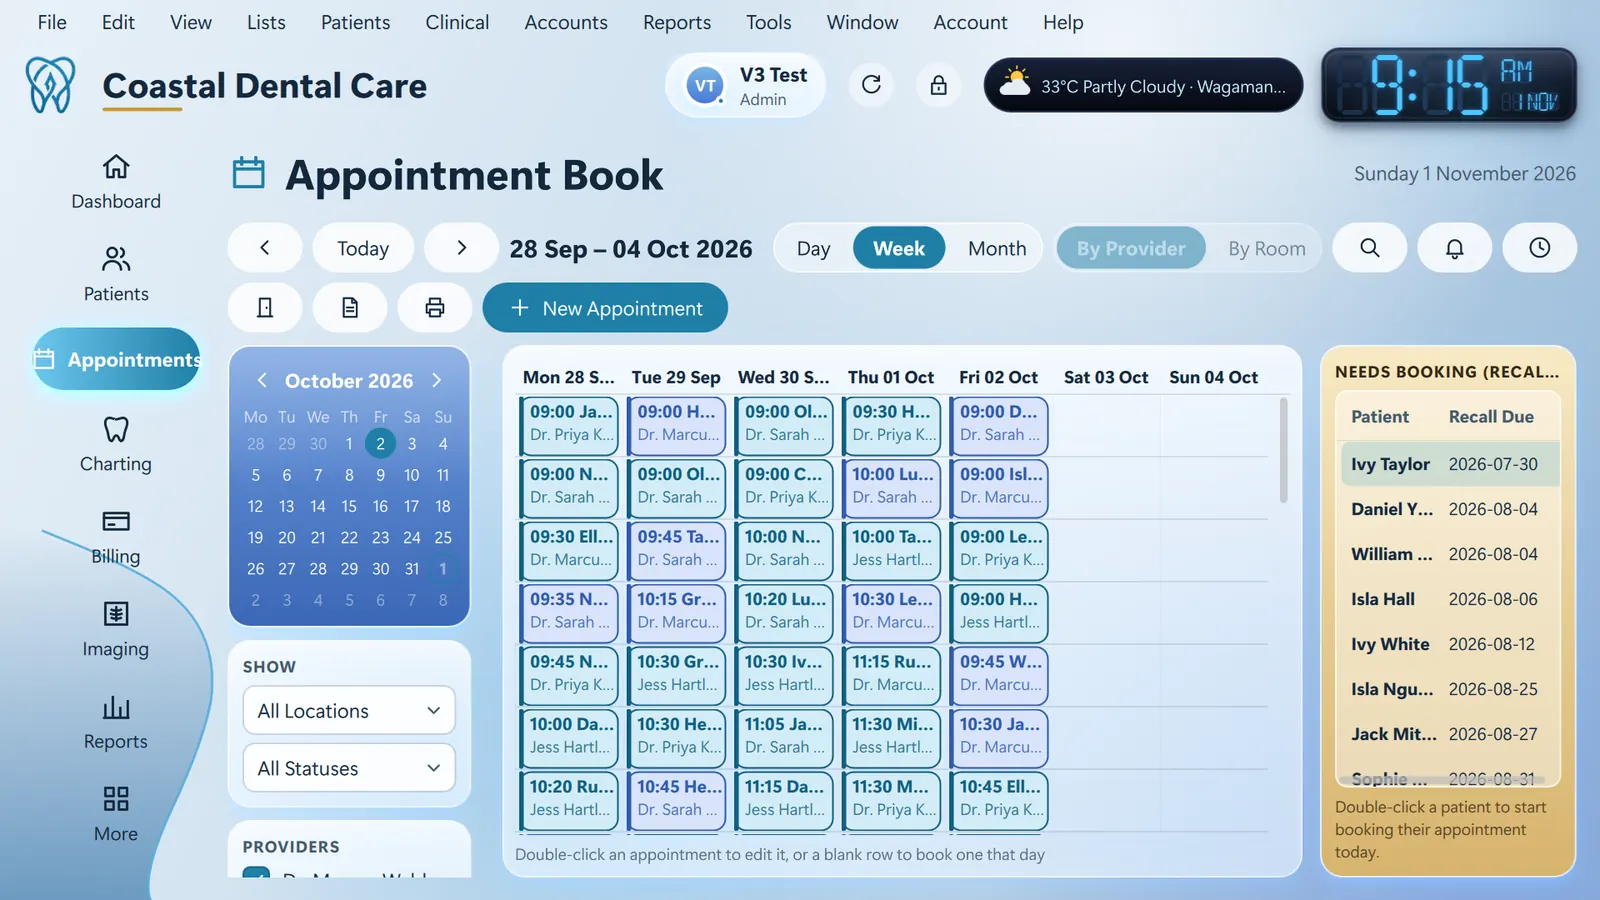 File Edit View Lists Patients Clinical Accounts Reports Tools Window Account Help
Coastal Dental Care
VT
V3 Test
Admin
33°C Partly Cloudy · Wagaman...
9:15 AM
1 NOV
Dashboard
Patients
Appointments
Charting
Billing
Imaging
Reports
More
Appointment Book
Sunday 1 November 2026
Today
28 Sep – 04 Oct 2026
Day Week Month
By Provider By Room
New Appointment
October 2026
Mo Tu We Th Fr Sa Su
28 29 30 1 2 3 4
5 6 7 8 9 10 11
12 13 14 15 16 17 18
19 20 21 22 23 24 25
26 27 28 29 30 31 1
2 3 4 5 6 7 8
SHOW
All Locations
All Statuses
PROVIDERS
Mon 28 S... Tue 29 Sep Wed 30 S... Thu 01 Oct Fri 02 Oct Sat 03 Oct Sun 04 Oct
09:00 Ja... 09:00 H... 09:00 Ol... 09:30 H... 09:00 D...
Dr. Priya K... Dr. Marcu... Dr. Sarah ... Dr. Priya K... Dr. Sarah ...
09:00 N... 09:00 Ol... 09:00 C... 10:00 Lu... 09:00 Isl...
Dr. Sarah ... Dr. Sarah ... Dr. Priya K... Dr. Sarah ... Dr. Marcu...
09:30 Ell... 09:45 Ta... 10:00 N... 10:00 Ta... 09:00 Le...
Dr. Marcu... Dr. Sarah ... Dr. Sarah ... Jess Hartl... Dr. Priya K...
09:35 N... 10:15 Gr... 10:20 Lu... 10:30 Le... 09:00 H...
Dr. Sarah ... Dr. Marcu... Dr. Sarah ... Dr. Marcu... Jess Hartl...
09:45 N... 10:30 Gr... 10:30 Iv... 11:15 Ru... 09:45 W...
Dr. Priya K... Jess Hartl... Jess Hartl... Dr. Marcu... Dr. Marcu...
10:00 Da... 10:30 He... 11:05 Ja... 11:30 Mi... 10:30 Ja...
Jess Hartl... Dr. Priya K... Dr. Sarah ... Jess Hartl... Dr. Marcu...
10:20 Ru... 10:45 He... 11:15 Da... 11:30 M... 10:45 Ell...
Jess Hartl... Dr. Sarah ... Jess Hartl... Dr. Priya K... Dr. Priya K...
Double-click an appointment to edit it, or a blank row to book one that day
NEEDS BOOKING (RECAL...
Patient Recall Due
Ivy Taylor 2026-07-30
Daniel Y... 2026-08-04
William ... 2026-08-04
Isla Hall 2026-08-06
Ivy White 2026-08-12
Isla Ngu... 2026-08-25
Jack Mit... 2026-08-27
Sophie ... 2026-08-31
Double-click a patient to start
booking their appointment
today.